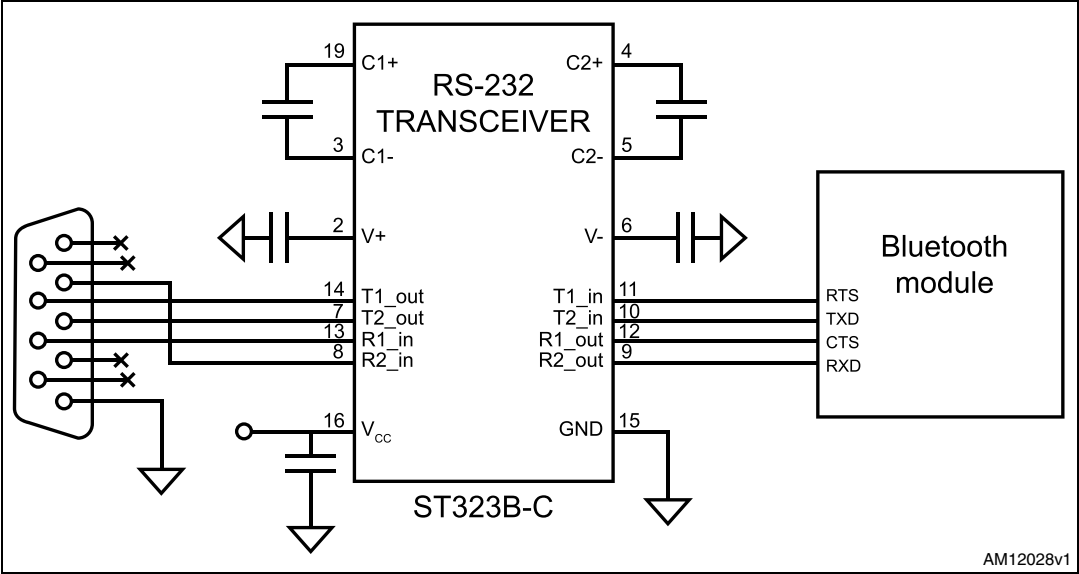 19
C1+
C2+
4
RS-232
TRANSCEIVER
3
C1-
C2-
5
2
V+
V-
6
14
T1_out
T1_in
11
7
T2_out
T2_in
10
13
R1_in
R1_out
12
8
R2_in
R2_out
9
16
VCC
GND
15
ST323B-C
Bluetooth
module
RTS
TXD
CTS
RXD
AM12028v1